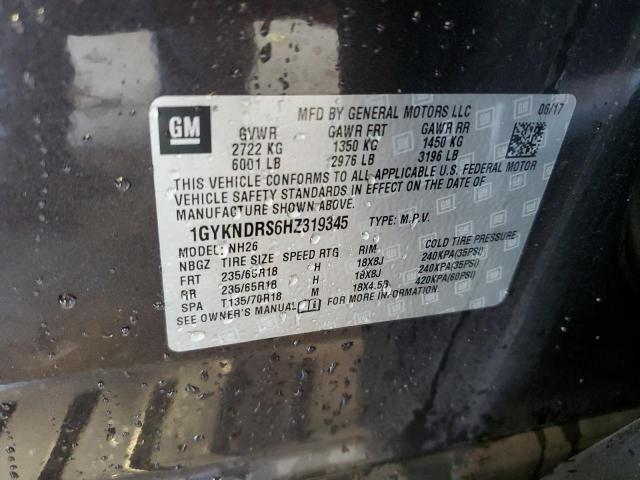 GM
MFD BY GENERAL MOTORS LLC 06/17
GVWR GAWR FRT GAWR RR
2722 KG 1350 KG 1450 KG
6001 LB 2976 LB 3196 LB
THIS VEHICLE CONFORMS TO ALL APPLICABLE U.S. FEDERAL MOTOR
VEHICLE SAFETY STANDARDS IN EFFECT ON THE DATE OF
MANUFACTURE SHOWN ABOVE.
1GYKNDRS6HZ319345 TYPE: M.P.V.
MODEL: NH26
NBGZ TIRE SIZE SPEED RTG RIM COLD TIRE PRESSURE
FRT 235/65R18 H 18X8J 240KPA(35PSI)
RR 235/65R18 H 18X8J 240KPA(35PSI)
SPA T135/70R18 M 18X4.5B 420KPA(60PSI)
SEE OWNER'S MANUAL FOR MORE INFORMATION.